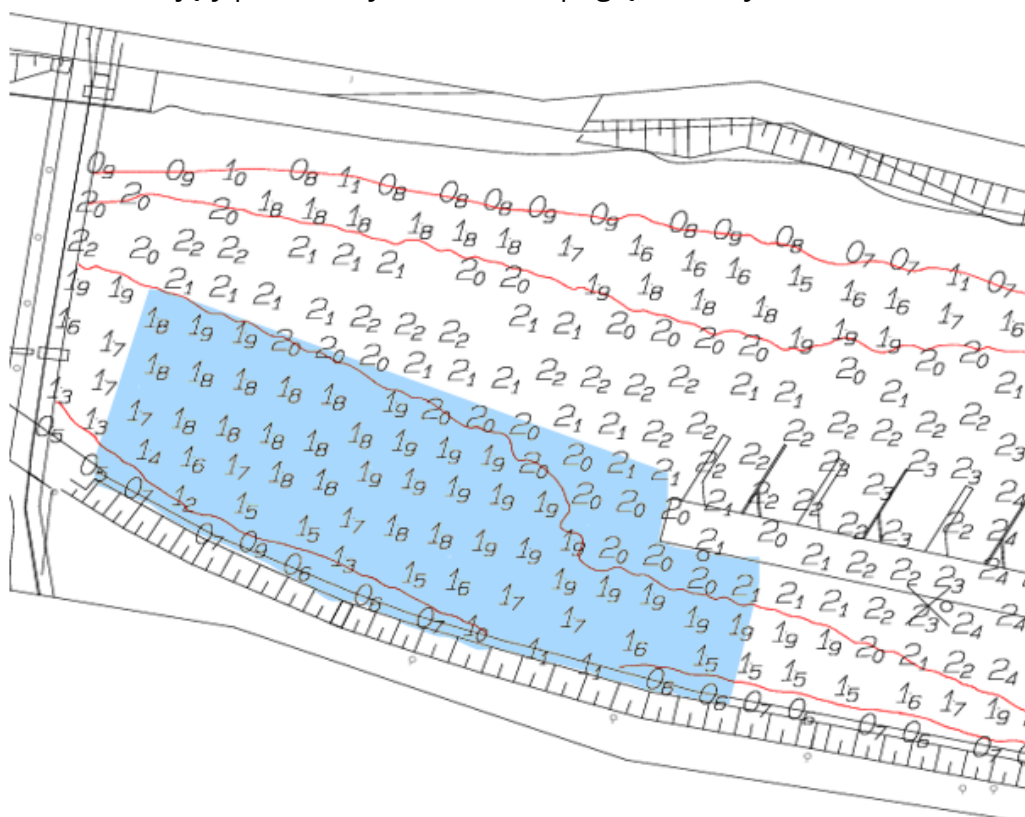 0₉ 0₉ 1₀ 0₈ 1₁ 0₈ 0₈ 0₈ 0₉ 0₉ 0₈ 0₉ 0₈ 0₇ 0₇ 1₁ 0₇
2₀ 2₀ 2₀ 1₈ 1₈ 1₈ 1₈ 1₈ 1₈ 1₇ 1₆ 1₆ 1₆ 1₅ 1₆ 1₆ 1₇ 1₆
2₂ 2₀ 2₂ 2₂ 2₁ 2₁ 2₁ 2₀ 2₀ 1₉ 1₈ 1₈ 1₈ 1₉ 1₉ 1₉ 2₀ 2₀
1₉ 1₉ 2₁ 2₁ 2₁ 2₁ 2₂ 2₂ 2₂ 2₁ 2₁ 2₀ 2₀ 2₀ 2₀ 2₀ 2₁ 2₁
1₆ 1₇ 1₈ 1₉ 1₉ 2₀ 2₀ 2₀ 2₁ 2₁ 2₁ 2₂ 2₂ 2₂ 2₂ 2₁ 2₁ 2₂ 2₂ 2₂
1₃ 1₇ 1₈ 1₈ 1₈ 1₈ 1₈ 1₉ 2₀ 2₀ 2₀ 2₁ 2₁ 2₂ 2₂ 2₂ 2₂ 2₃ 2₃ 2₃ 2₄
0₅ 1₃ 1₇ 1₈ 1₈ 1₈ 1₈ 1₈ 1₉ 1₉ 1₉ 2₀ 2₀ 2₁ 2₁ 2₂ 2₂ 2₃ 2₂ 2₄
0₅ 1₄ 1₆ 1₇ 1₈ 1₈ 1₉ 1₉ 1₉ 1₉ 1₉ 2₀ 2₀ 2₀ 2₁ 2₂ 2₃
0₇ 1₂ 1₅ 1₅ 1₇ 1₈ 1₈ 1₉ 1₉ 1₉ 2₀ 2₀ 2₁ 2₀ 2₁ 2₂ 2₂ 2₃ 2₄
0₇ 0₉ 0₆ 1₃ 1₅ 1₆ 1₇ 1₉ 1₉ 1₉ 2₀ 2₁ 2₁ 2₁ 2₂ 2₃ 2₄ 2₄
0₆ 0₇ 1₀ 1₇ 1₆ 1₉ 1₉ 1₉ 1₉ 2₀ 2₁ 2₂ 2₄
1₁ 1₁ 1₅ 1₅ 1₅ 1�5 1₆ 1₇ 1₉
0₆ 0₆ 0₇ 0₆ 0₇ 0₆ 0₇